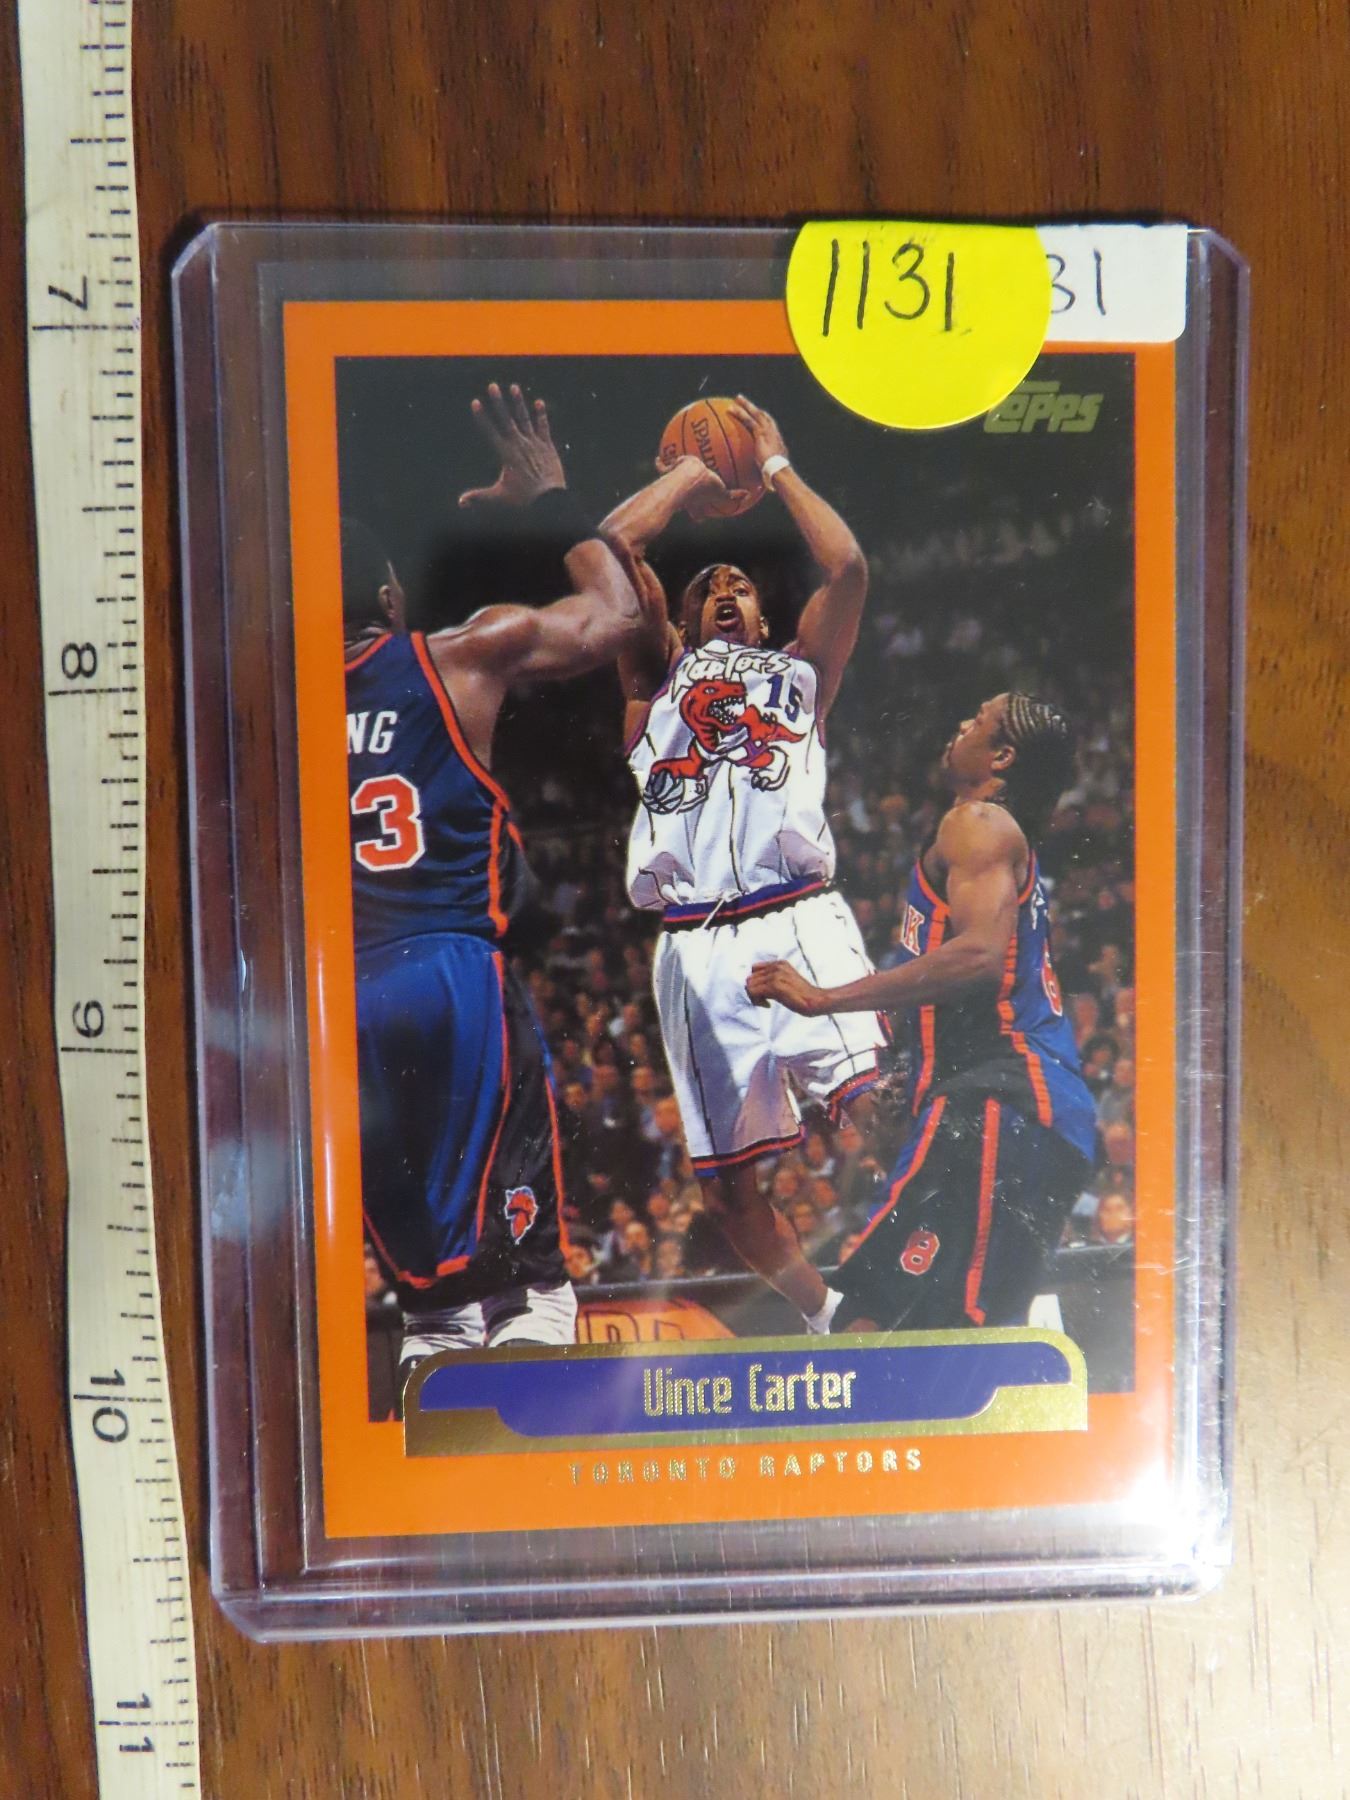 7
8
9
10
11
1131
31
Topps
SPALDING
Raptors
15
NG
3
K
8
Vince Carter
TORONTO RAPTORS